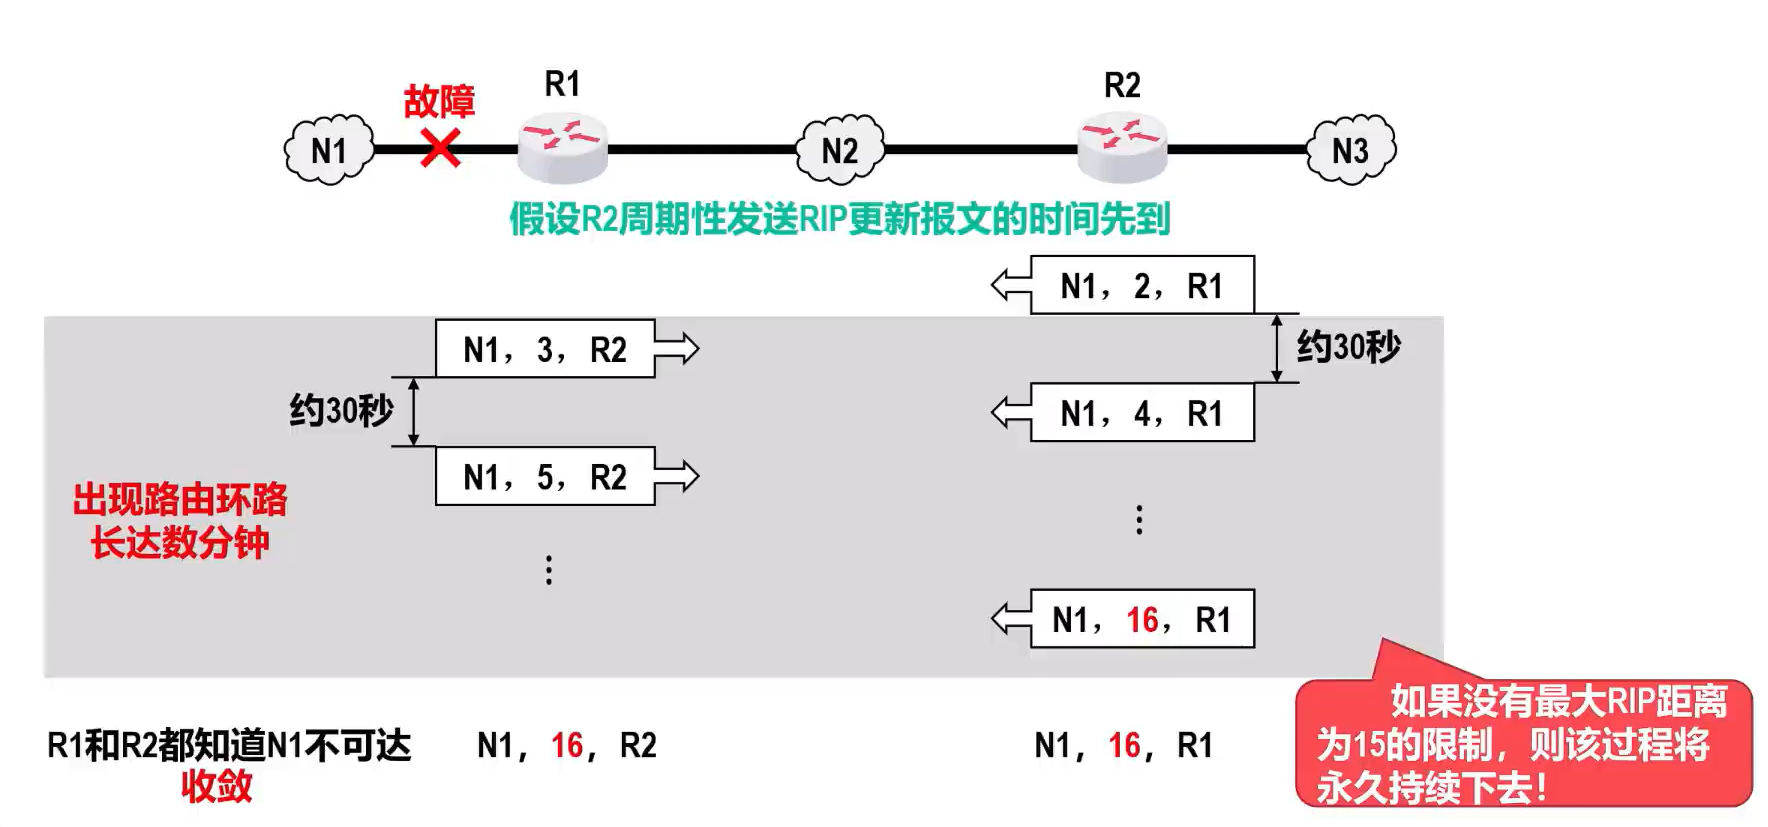 故障
R1
R2
N1
N2
N3
假设R2周期性发送RIP更新报文的时间先到
N1，2，R1
N1，3，R2
约30秒
约30秒
N1，4，R1
N1，5，R2
出现路由环路
长达数分钟
⋮
⋮
N1，16，R1
R1和R2都知道N1不可达
收敛
N1，16，R2
N1，16，R1
如果没有最大RIP距离
为15的限制，则该过程将
永久持续下去！